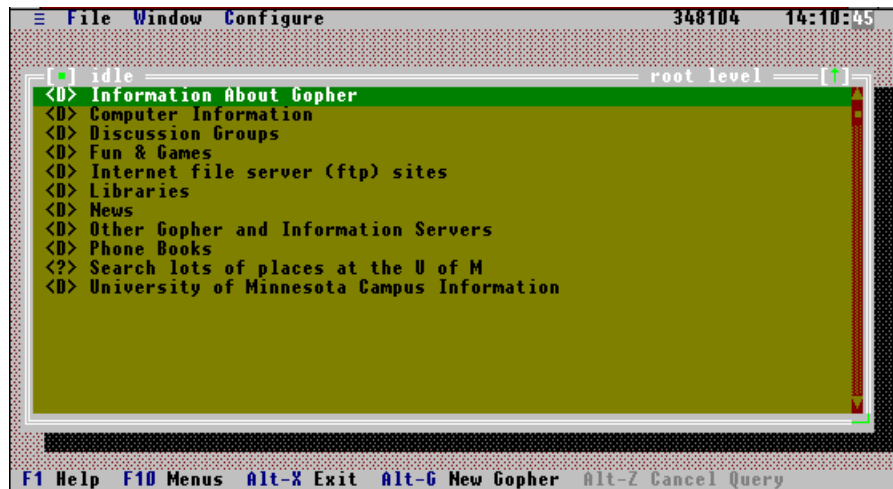 ≡ File Window Configure 348104 14:10:45
[■] idle root level [↑]
<D> Information About Gopher
<D> Computer Information
<D> Discussion Groups
<D> Fun & Games
<D> Internet file server (ftp) sites
<D> Libraries
<D> News
<D> Other Gopher and Information Servers
<D> Phone Books
<?> Search lots of places at the U of M
<D> University of Minnesota Campus Information
F1 Help F10 Menus Alt-X Exit Alt-G New Gopher Alt-Z Cancel Query